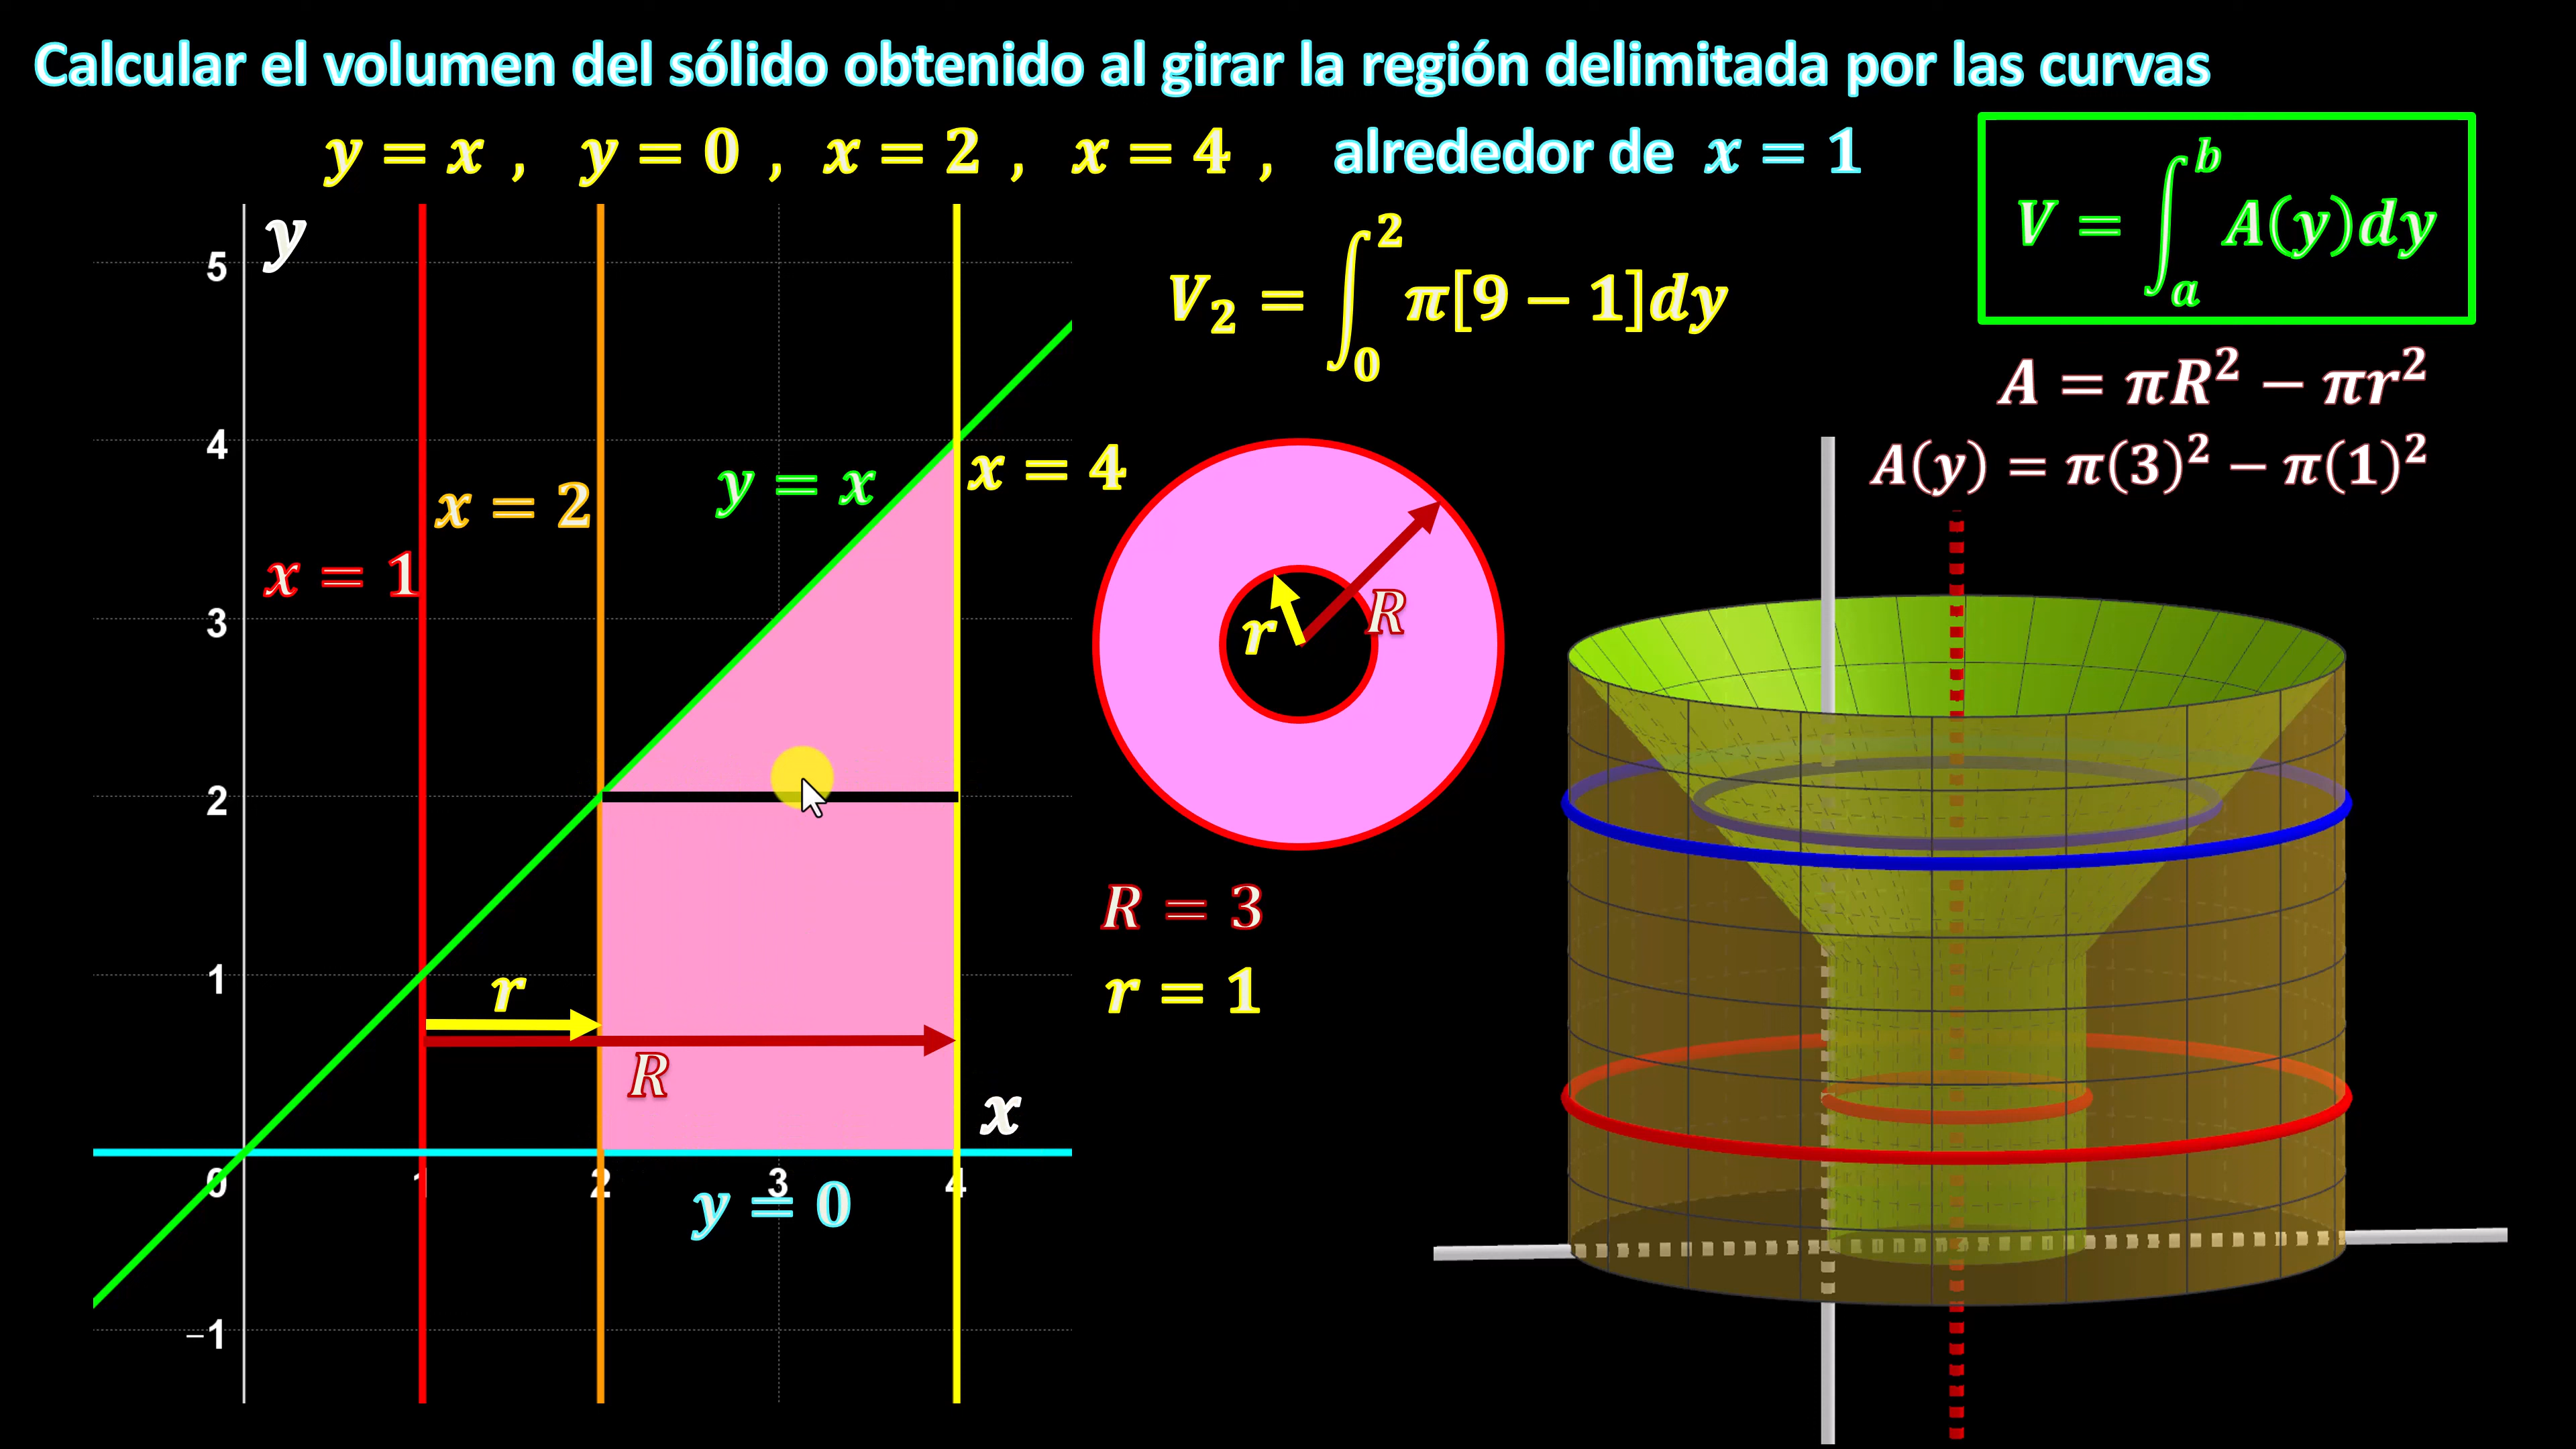 Calcular el volumen del sólido obtenido al girar la región delimitada por las curvas
y = x , y = 0 , x = 2 , x = 4 , alrededor de x = 1
V = ∫_a^b A(y)dy
V₂ = ∫_0^2 π[9 − 1]dy
A = πR² − πr²
A(y) = π(3)² − π(1)²
y
5
4
3
2
1
0
−1
1
2
3
4
x
x = 1
x = 2
y = x
x = 4
y = 0
r
R
r
R
R = 3
r = 1